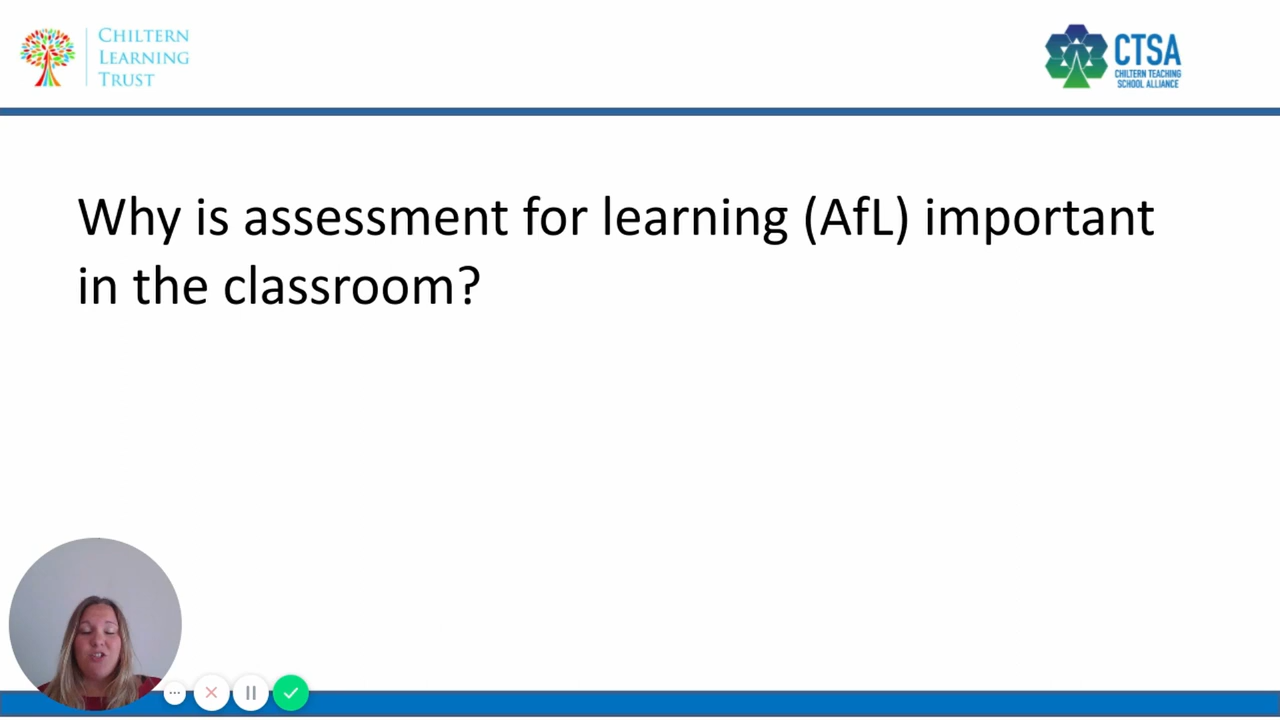 CHILTERN
LEARNING
TRUST
CTSA
CHILTERN TEACHING
SCHOOL ALLIANCE
Why is assessment for learning (AfL) important
in the classroom?